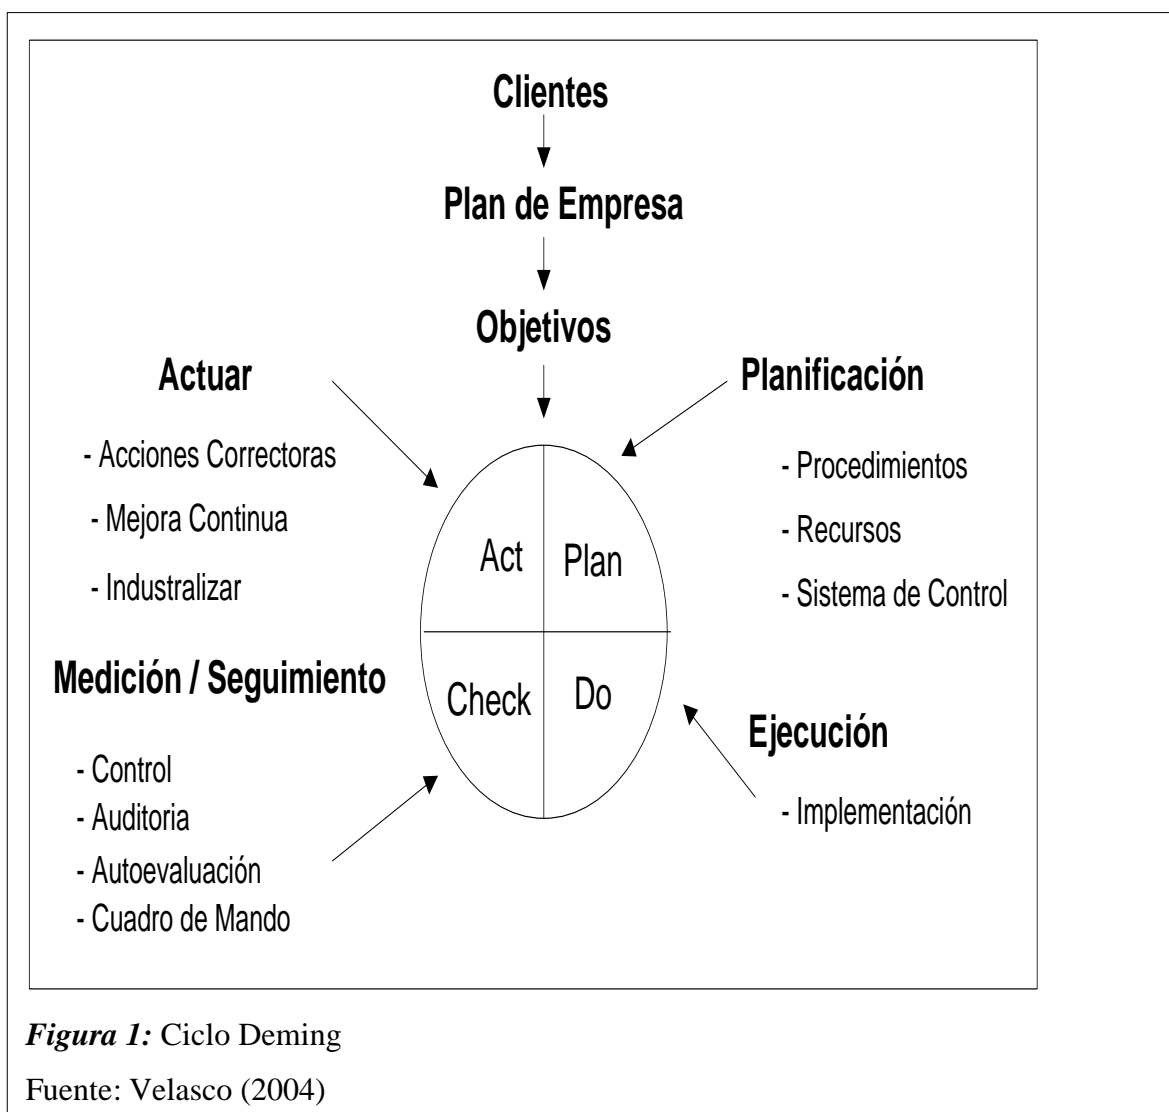 Clientes
Plan de Empresa
Objetivos
Actuar
- Acciones Correctoras
- Mejora Continua
- Industralizar
Planificación
- Procedimientos
- Recursos
- Sistema de Control
Act
Plan
Check
Do
Medición / Seguimiento
- Control
- Auditoria
- Autoevaluación
- Cuadro de Mando
Ejecución
- Implementación
Figura 1: Ciclo Deming
Fuente: Velasco (2004)